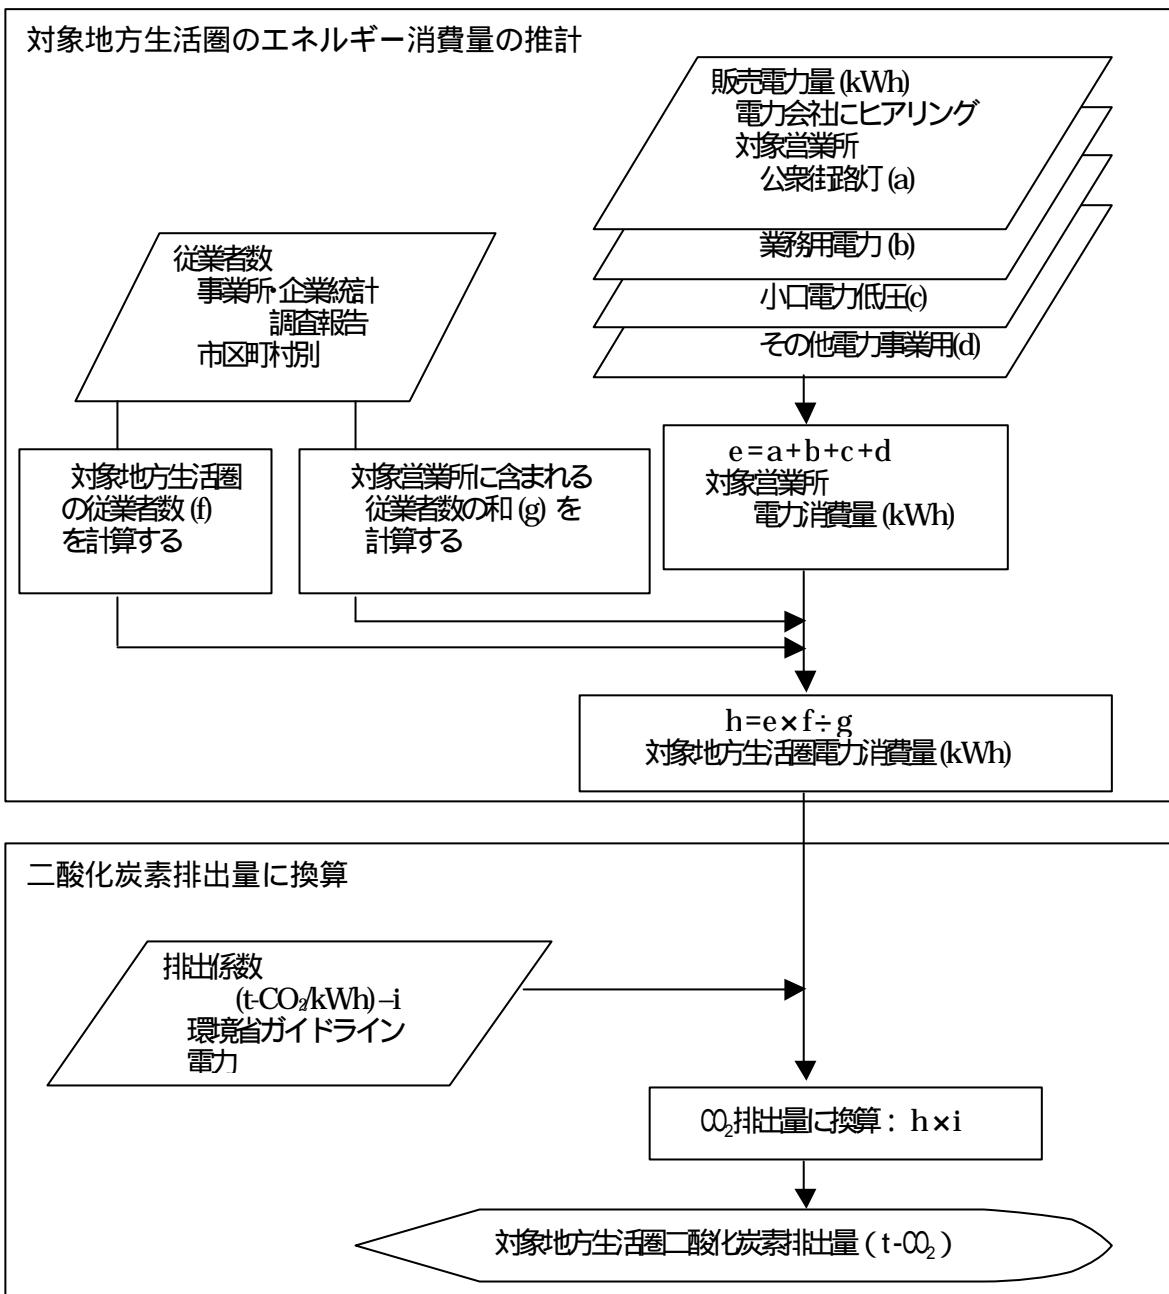 対象地方生活圏のエネルギー消費量の推計
販売電力量(kWh)
電力会社にヒアリング
対象営業所
公衆街路灯(a)
業務用電力(b)
小口電力低圧(c)
その他電力事業用(d)
従業者数
事業所・企業統計
調査報告
市区町村別
対象地方生活圏
の従業者数(f)
を計算する
対象営業所に含まれる
従業者数の和(g) を
計算する
e=a+b+c+d
対象営業所
電力消費量(kWh)
h=e×f÷g
対象地方生活圏電力消費量(kWh)
二酸化炭素排出量に換算
排出係数
(t-CO₂/kWh)–i
環境省ガイドライン
電力
CO₂排出量に換算: h×i
対象地方生活圏二酸化炭素排出量(t-CO₂)